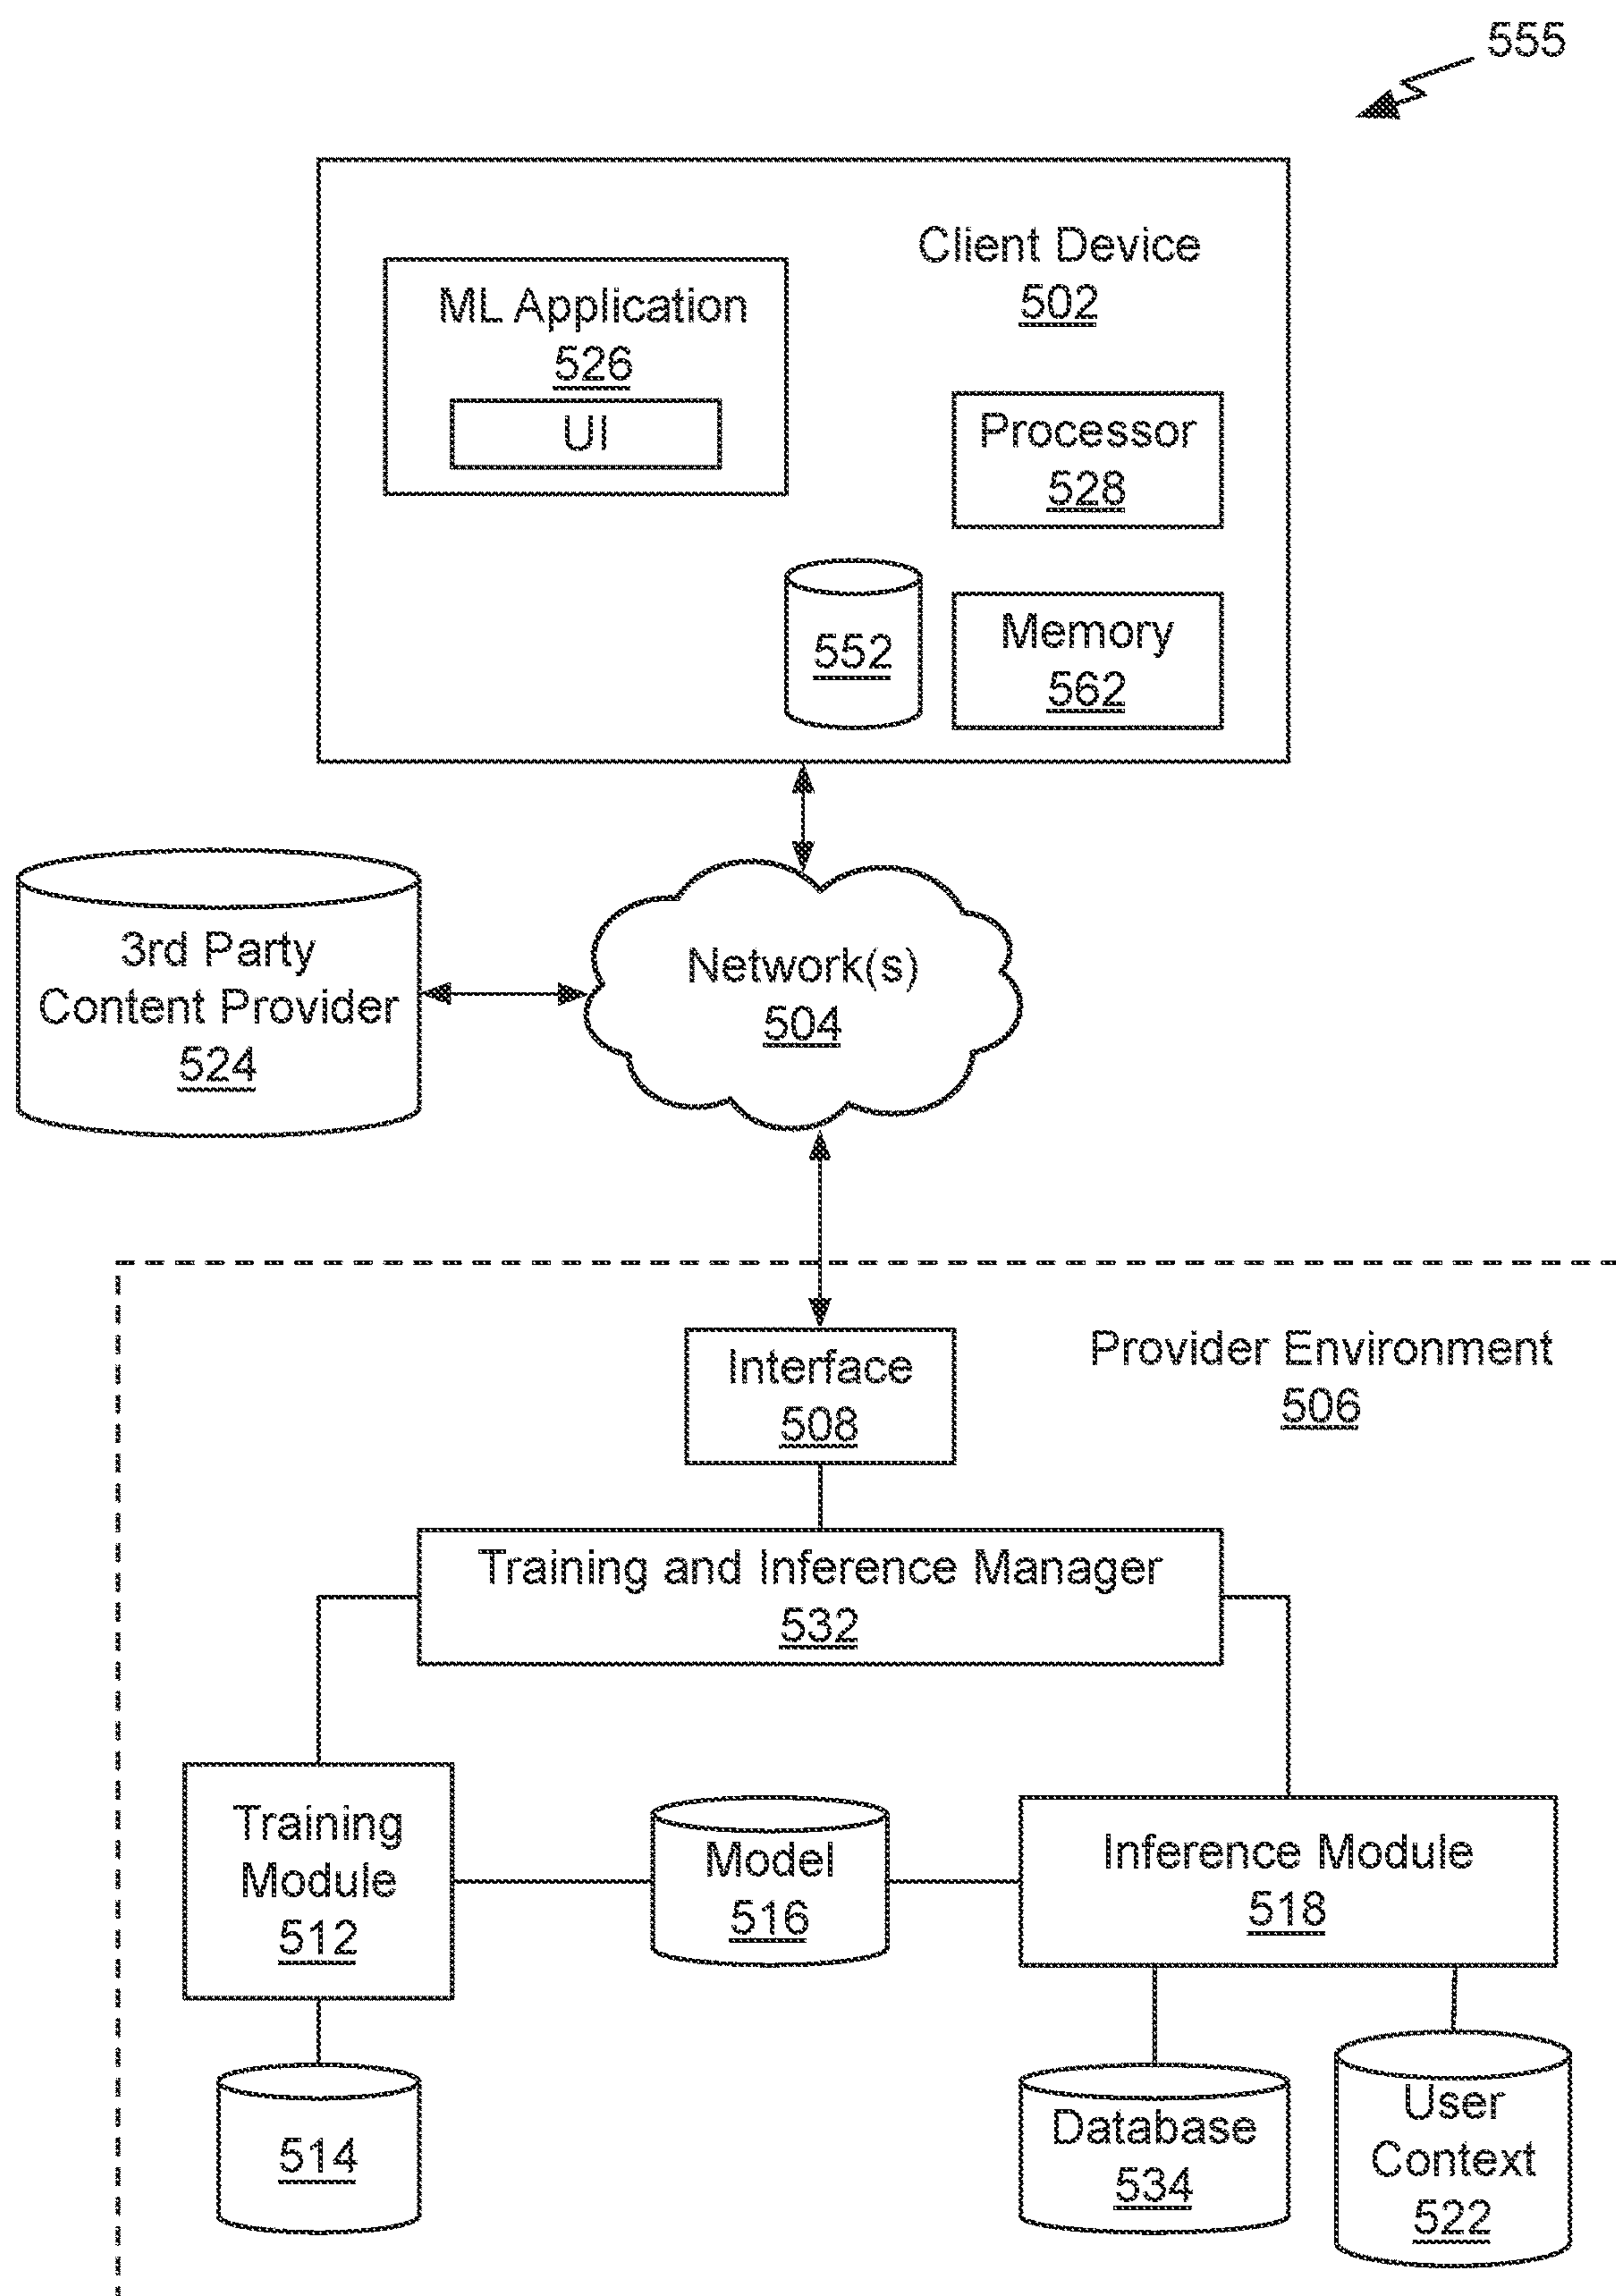 555
Client Device
502
ML Application
526
UI
Processor
528
552
Memory
562
3rd Party
Content Provider
524
Network(s)
504
Interface
508
Provider Environment
506
Training and Inference Manager
532
Training
Module
512
Model
516
Inference Module
518
514
Database
534
User
Context
522